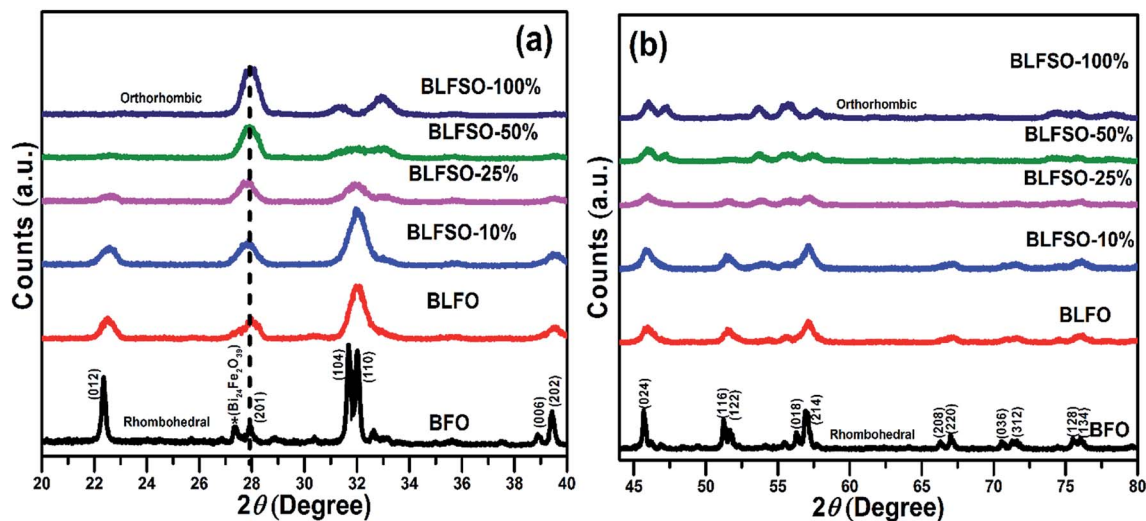 (a)
BLFSO-100%
Orthorhombic
BLFSO-50%
BLFSO-25%
BLFSO-10%
BLFO
(012)
*(Bi₂₄Fe₂O₃₉)
(201)
(104)
(110)
(006)
(202)
Rhombohedral
BFO
Counts (a.u.)
20 22 24 26 28 30 32 34 36 38 40
2θ (Degree)
(b)
BLFSO-100%
Orthorhombic
BLFSO-50%
BLFSO-25%
BLFSO-10%
BLFO
(024)
(116)
(122)
(018)
(214)
(208)
(220)
(036)
(312)
(128)
(134)
Rhombohedral
BFO
Counts (a.u.)
45 50 55 60 65 70 75 80
2θ (Degree)